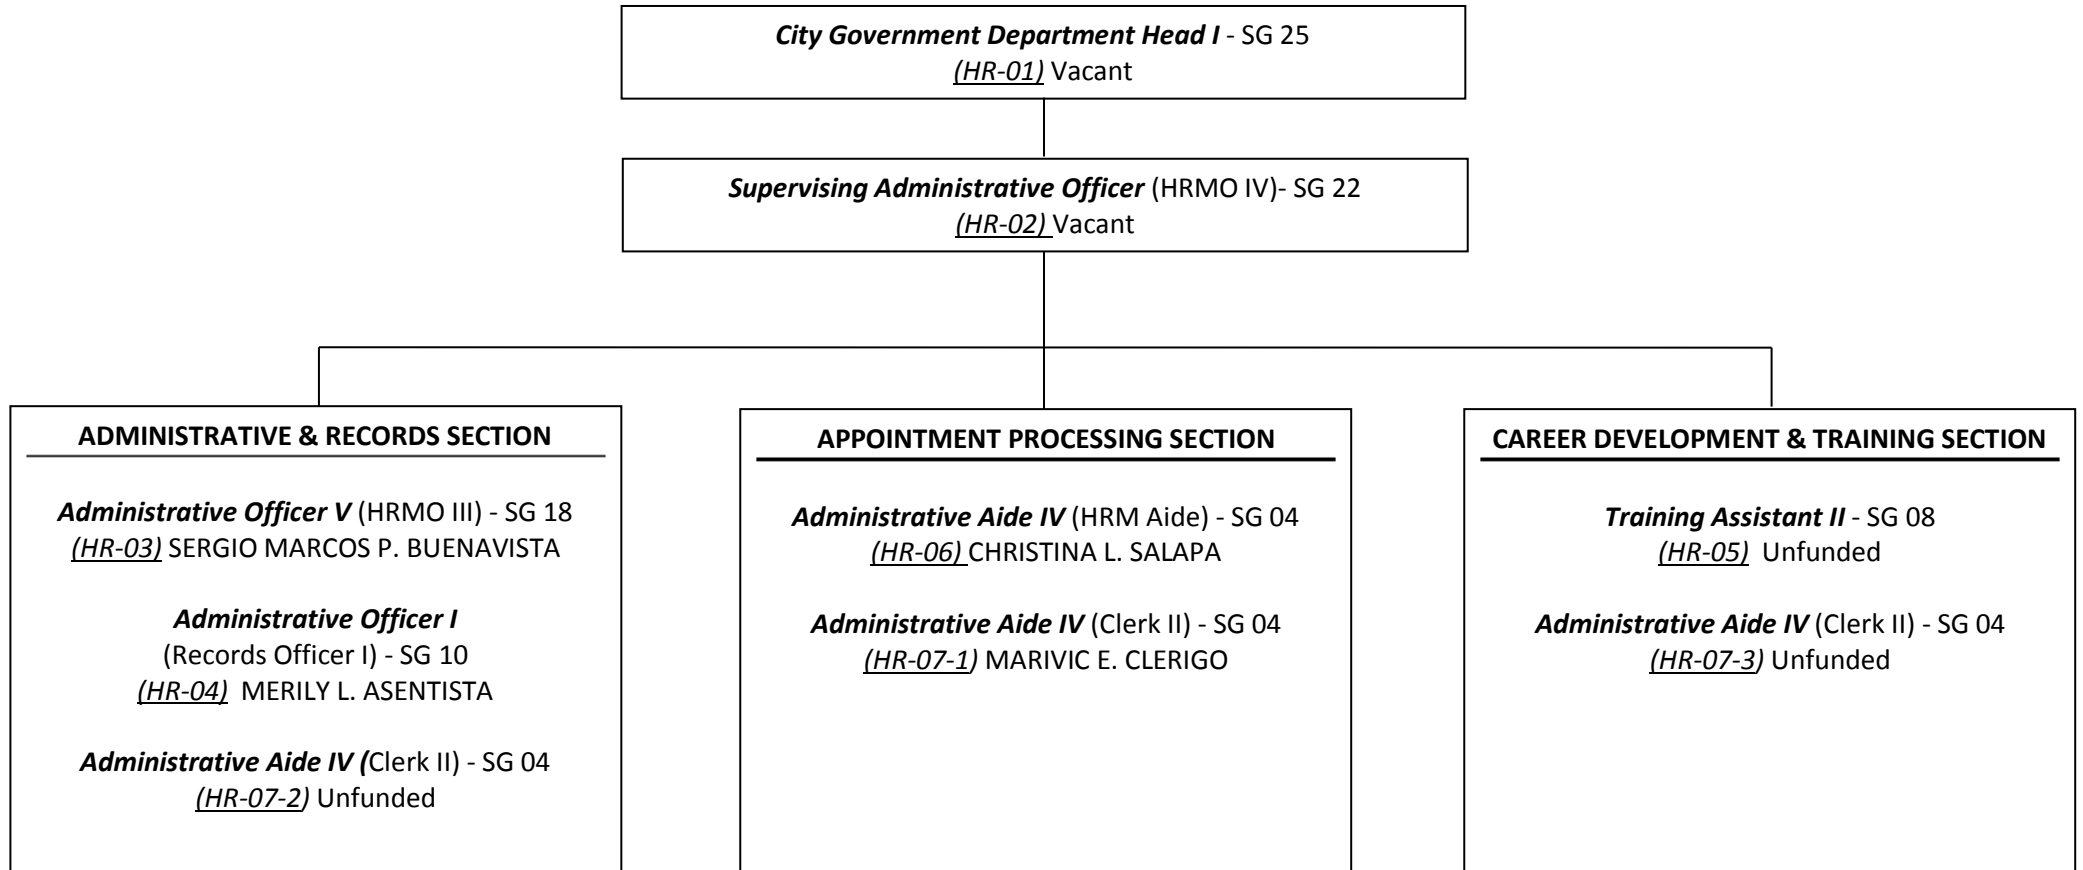 City Government Department Head I - SG 25
(HR-01) Vacant
Supervising Administrative Officer (HRMO IV)- SG 22
(HR-02) Vacant
ADMINISTRATIVE & RECORDS SECTION
Administrative Officer V (HRMO III) - SG 18
(HR-03) SERGIO MARCOS P. BUENAVISTA
Administrative Officer I
(Records Officer I) - SG 10
(HR-04) MERILY L. ASENTISTA
Administrative Aide IV (Clerk II) - SG 04
(HR-07-2) Unfunded
APPOINTMENT PROCESSING SECTION
Administrative Aide IV (HRM Aide) - SG 04
(HR-06) CHRISTINA L. SALAPA
Administrative Aide IV (Clerk II) - SG 04
(HR-07-1) MARIVIC E. CLERIGO
CAREER DEVELOPMENT & TRAINING SECTION
Training Assistant II - SG 08
(HR-05) Unfunded
Administrative Aide IV (Clerk II) - SG 04
(HR-07-3) Unfunded